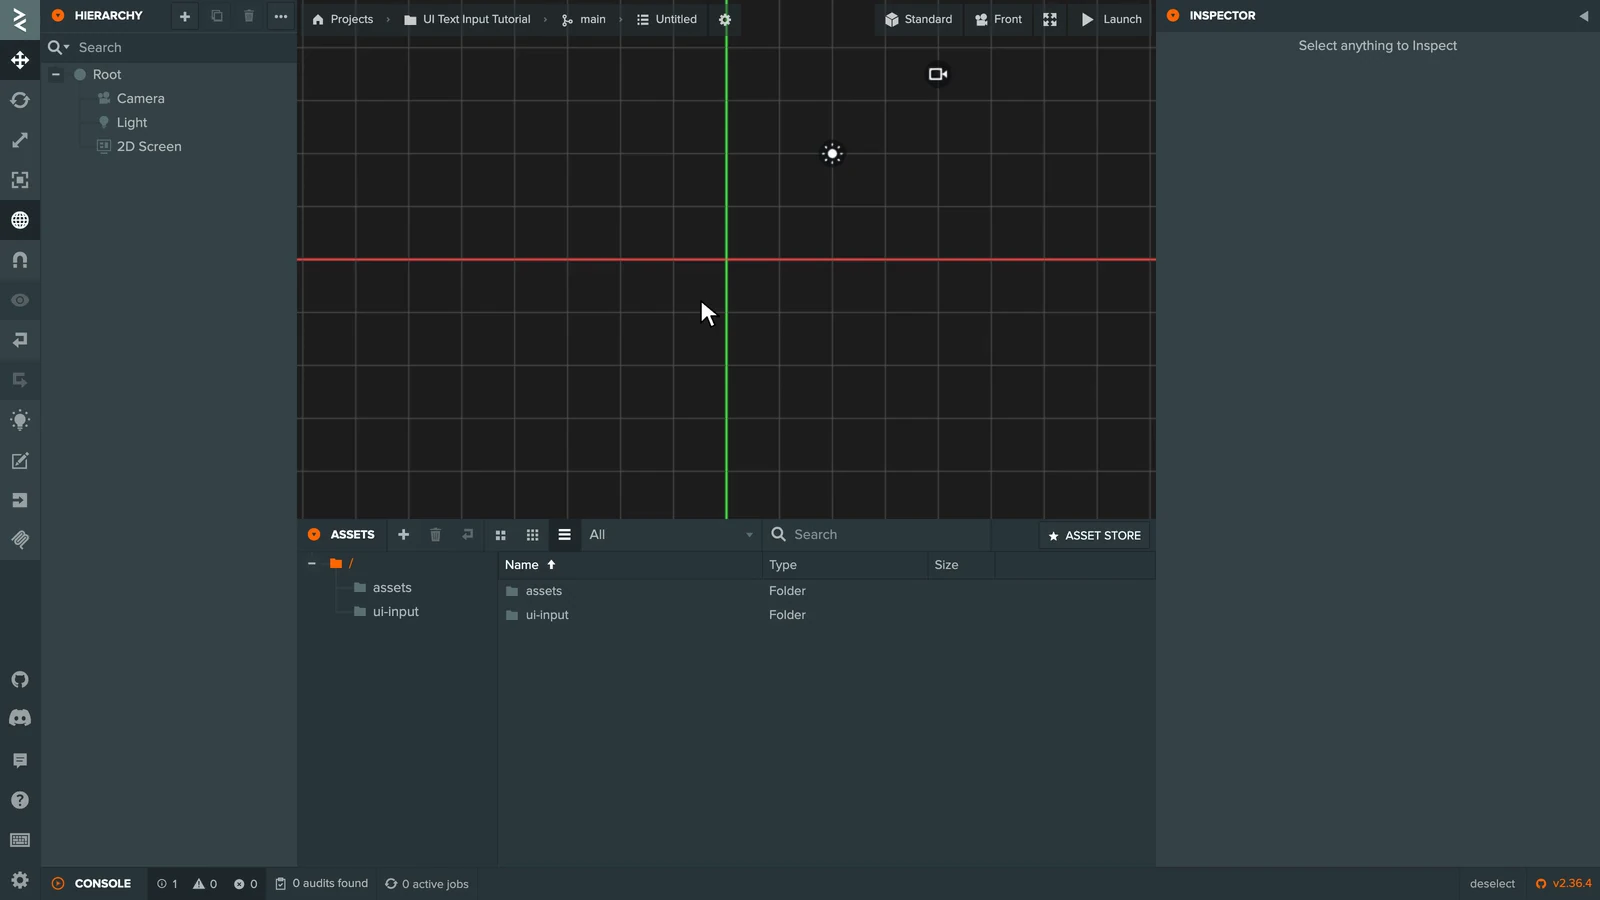 HIERARCHY
Search
Root
Camera
Light
2D Screen
Projects › UI Text Input Tutorial › main › Untitled
Standard
Front
Launch
INSPECTOR
Select anything to Inspect
ASSETS
All
Search
ASSET STORE
/
assets
ui-input
Name Type Size
assets Folder
ui-input Folder
CONSOLE 1 0 0 0 audits found 0 active jobs
deselect v2.36.4